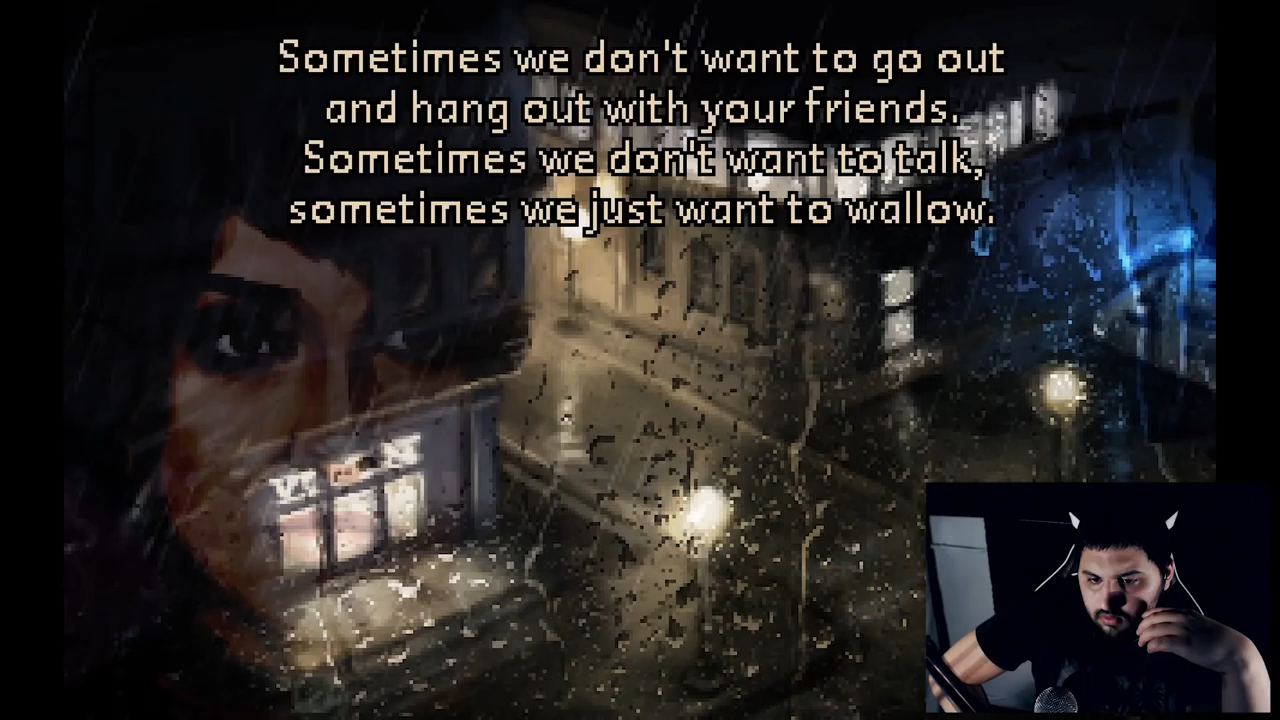 Sometimes we don't want to go out
and hang out with your friends.
Sometimes we don't want to talk,
sometimes we just want to wallow.